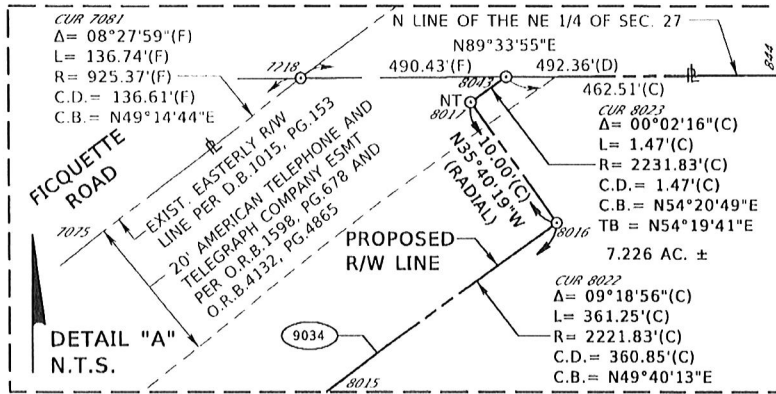 CUR 7081
Δ= 08°27'59"(F)
L= 136.74'(F)
R= 925.37'(F)
C.D.= 136.61'(F)
C.B.= N49°14'44"E
N LINE OF THE NE 1/4 OF SEC. 27
844
7218
490.43'(F)
N89°33'55"E
492.36'(D)
462.51'(C)
8043
NT
8011
CUR 8023
Δ= 00°02'16"(C)
L= 1.47'(C)
R= 2231.83'(C)
C.D.= 1.47'(C)
C.B.= N54°20'49"E
TB = N54°19'41"E
7.226 AC. ±
10.00'(C)
N35°40'19"W
(RADIAL)
8016
FICQUETTE
ROAD
EXIST. EASTERLY R/W
LINE PER D.B.1015, PG.153
20' AMERICAN TELEPHONE AND
TELEGRAPH COMPANY ESMT
PER O.R.B.1598, PG.678 AND
O.R.B.4132, PG.4865
7075
PROPOSED
R/W LINE
CUR 8022
Δ= 09°18'56"(C)
L= 361.25'(C)
R= 2221.83'(C)
C.D.= 360.85'(C)
C.B.= N49°40'13"E
9034
8015
DETAIL "A"
N.T.S.